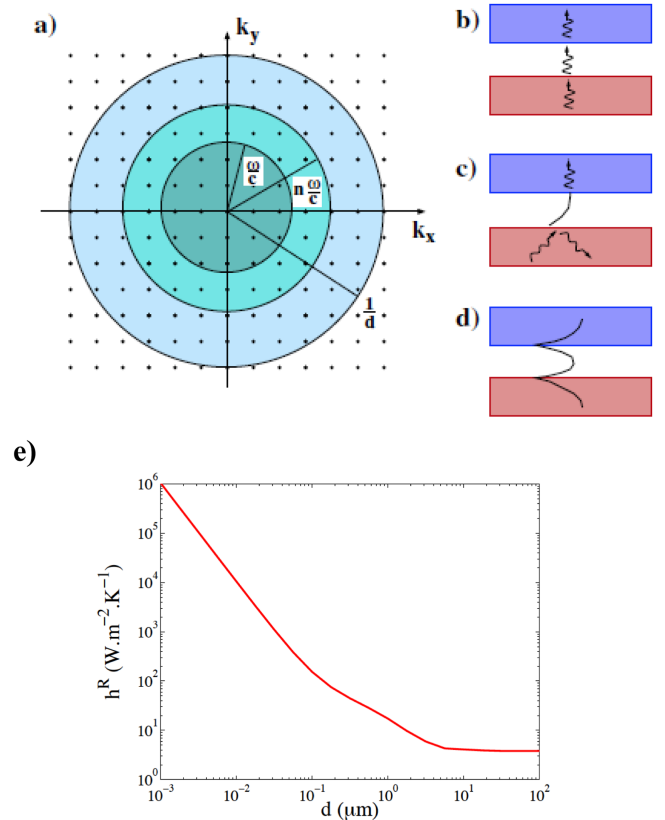 a)
k_y
ω/c
n ω/c
k_x
1/d
b)
c)
d)
e)
10^6
10^5
10^4
10^3
10^2
10^1
10^0
h^R (W.m^−2.K^−1)
10^−3 10^−2 10^−1 10^0 10^1 10^2
d (μm)